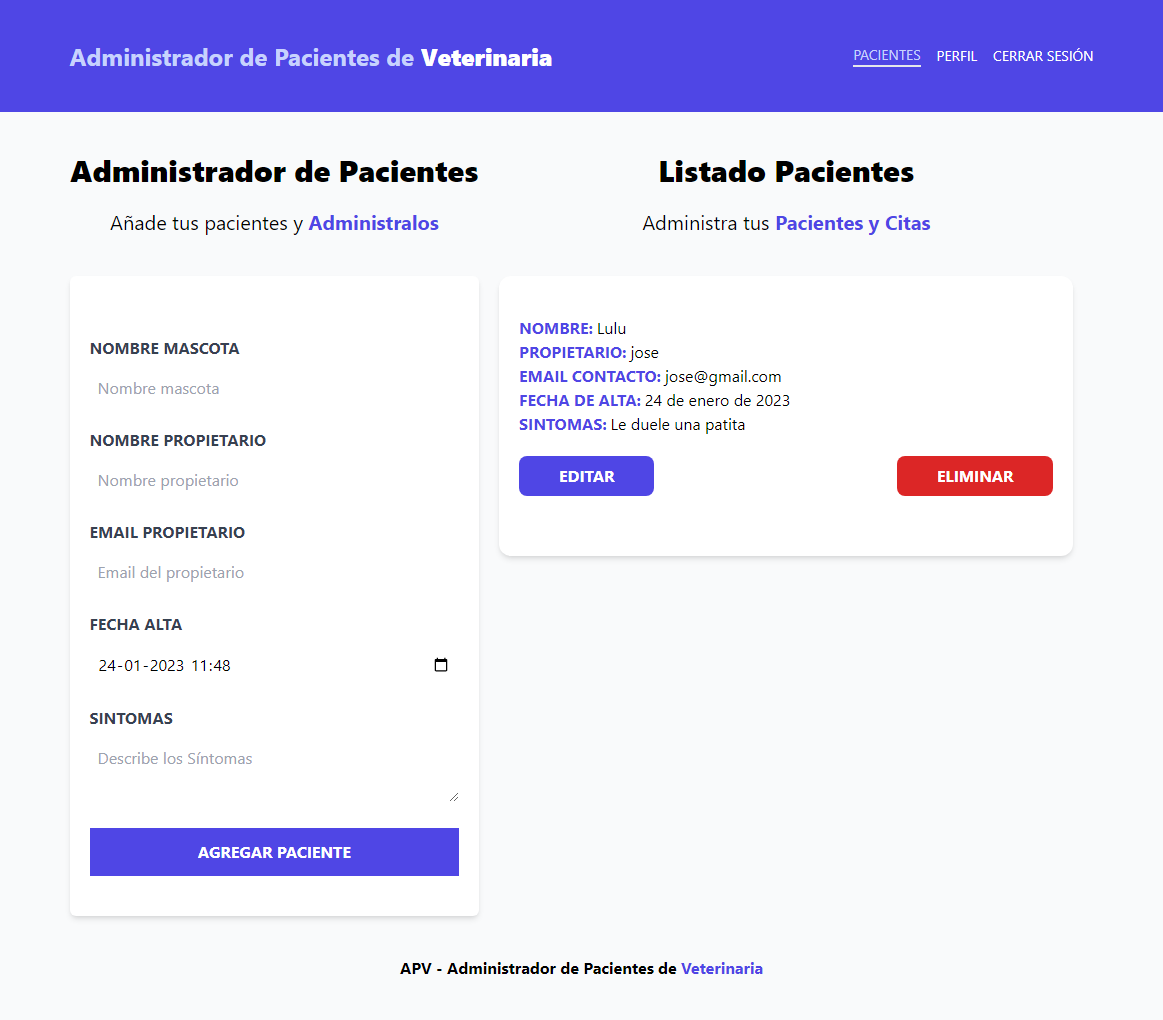 Administrador de Pacientes de Veterinaria
PACIENTES PERFIL CERRAR SESIÓN
Administrador de Pacientes
Añade tus pacientes y Administralos
NOMBRE MASCOTA
Nombre mascota
NOMBRE PROPIETARIO
Nombre propietario
EMAIL PROPIETARIO
Email del propietario
FECHA ALTA
24-01-2023 11:48
SINTOMAS
Describe los Síntomas
AGREGAR PACIENTE
Listado Pacientes
Administra tus Pacientes y Citas
NOMBRE: Lulu
PROPIETARIO: jose
EMAIL CONTACTO: jose@gmail.com
FECHA DE ALTA: 24 de enero de 2023
SINTOMAS: Le duele una patita
EDITAR
ELIMINAR
APV - Administrador de Pacientes de Veterinaria